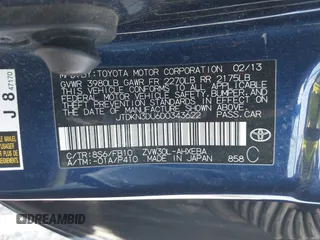 MFD.BY:TOYOTA MOTOR CORPORATION 02/13
GVWR 3980LB GAWR FR 2270LB RR 2175LB
THIS VEHICLE CONFORMS TO ALL APPLICABLE
FEDERAL MOTOR VEHICLE SAFETY, BUMPER, AND
THEFT PREVENTION STANDARDS IN EFFECT ON
THE DATE OF MANUFACTURE SHOWN ABOVE.
JTDKN3DU6D0343622 PASS.CAR
C/TR:8S6/FB10 ZVW30L-AHXEBA
A/TM:-01A/P410 MADE IN JAPAN 858 C
TOYOTA
J 8 47170
DREAMBID